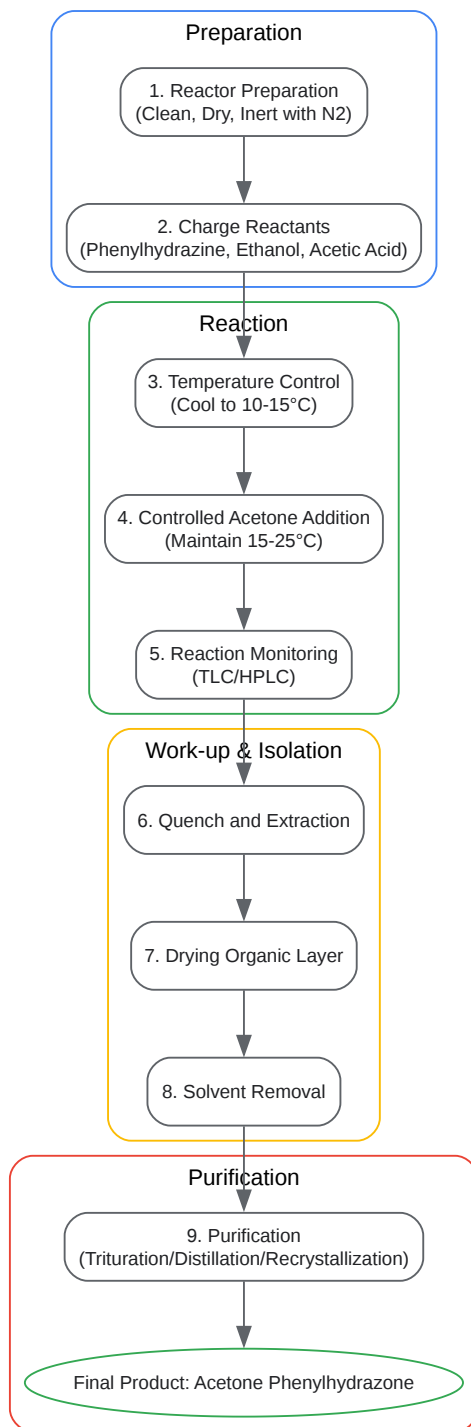 Preparation
1. Reactor Preparation
(Clean, Dry, Inert with N2)
2. Charge Reactants
(Phenylhydrazine, Ethanol, Acetic Acid)
Reaction
3. Temperature Control
(Cool to 10-15°C)
4. Controlled Acetone Addition
(Maintain 15-25°C)
5. Reaction Monitoring
(TLC/HPLC)
Work-up & Isolation
6. Quench and Extraction
7. Drying Organic Layer
8. Solvent Removal
Purification
9. Purification
(Trituration/Distillation/Recrystallization)
Final Product: Acetone Phenylhydrazone